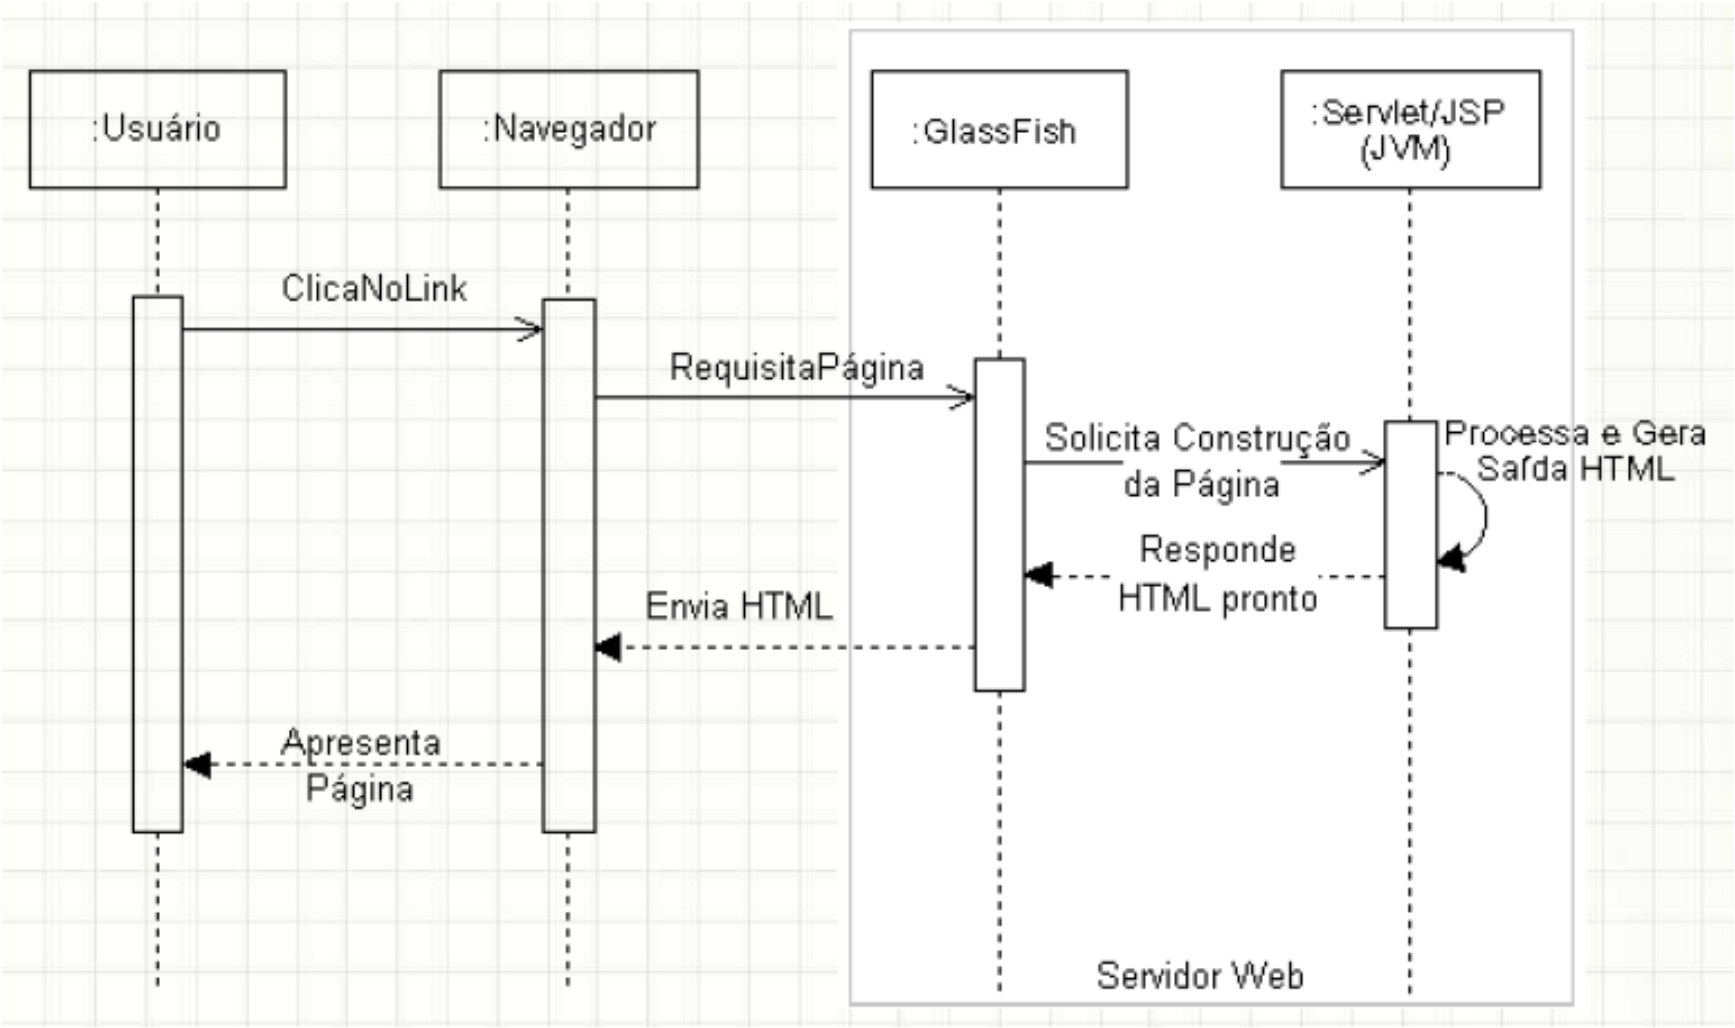 :Usuário
:Navegador
:GlassFish
:Servlet/JSP
(JVM)
ClicaNoLink
RequisitaPágina
Solicita Construção
da Página
Processa e Gera
Saída HTML
Responde
HTML pronto
Envia HTML
Apresenta
Página
Servidor Web